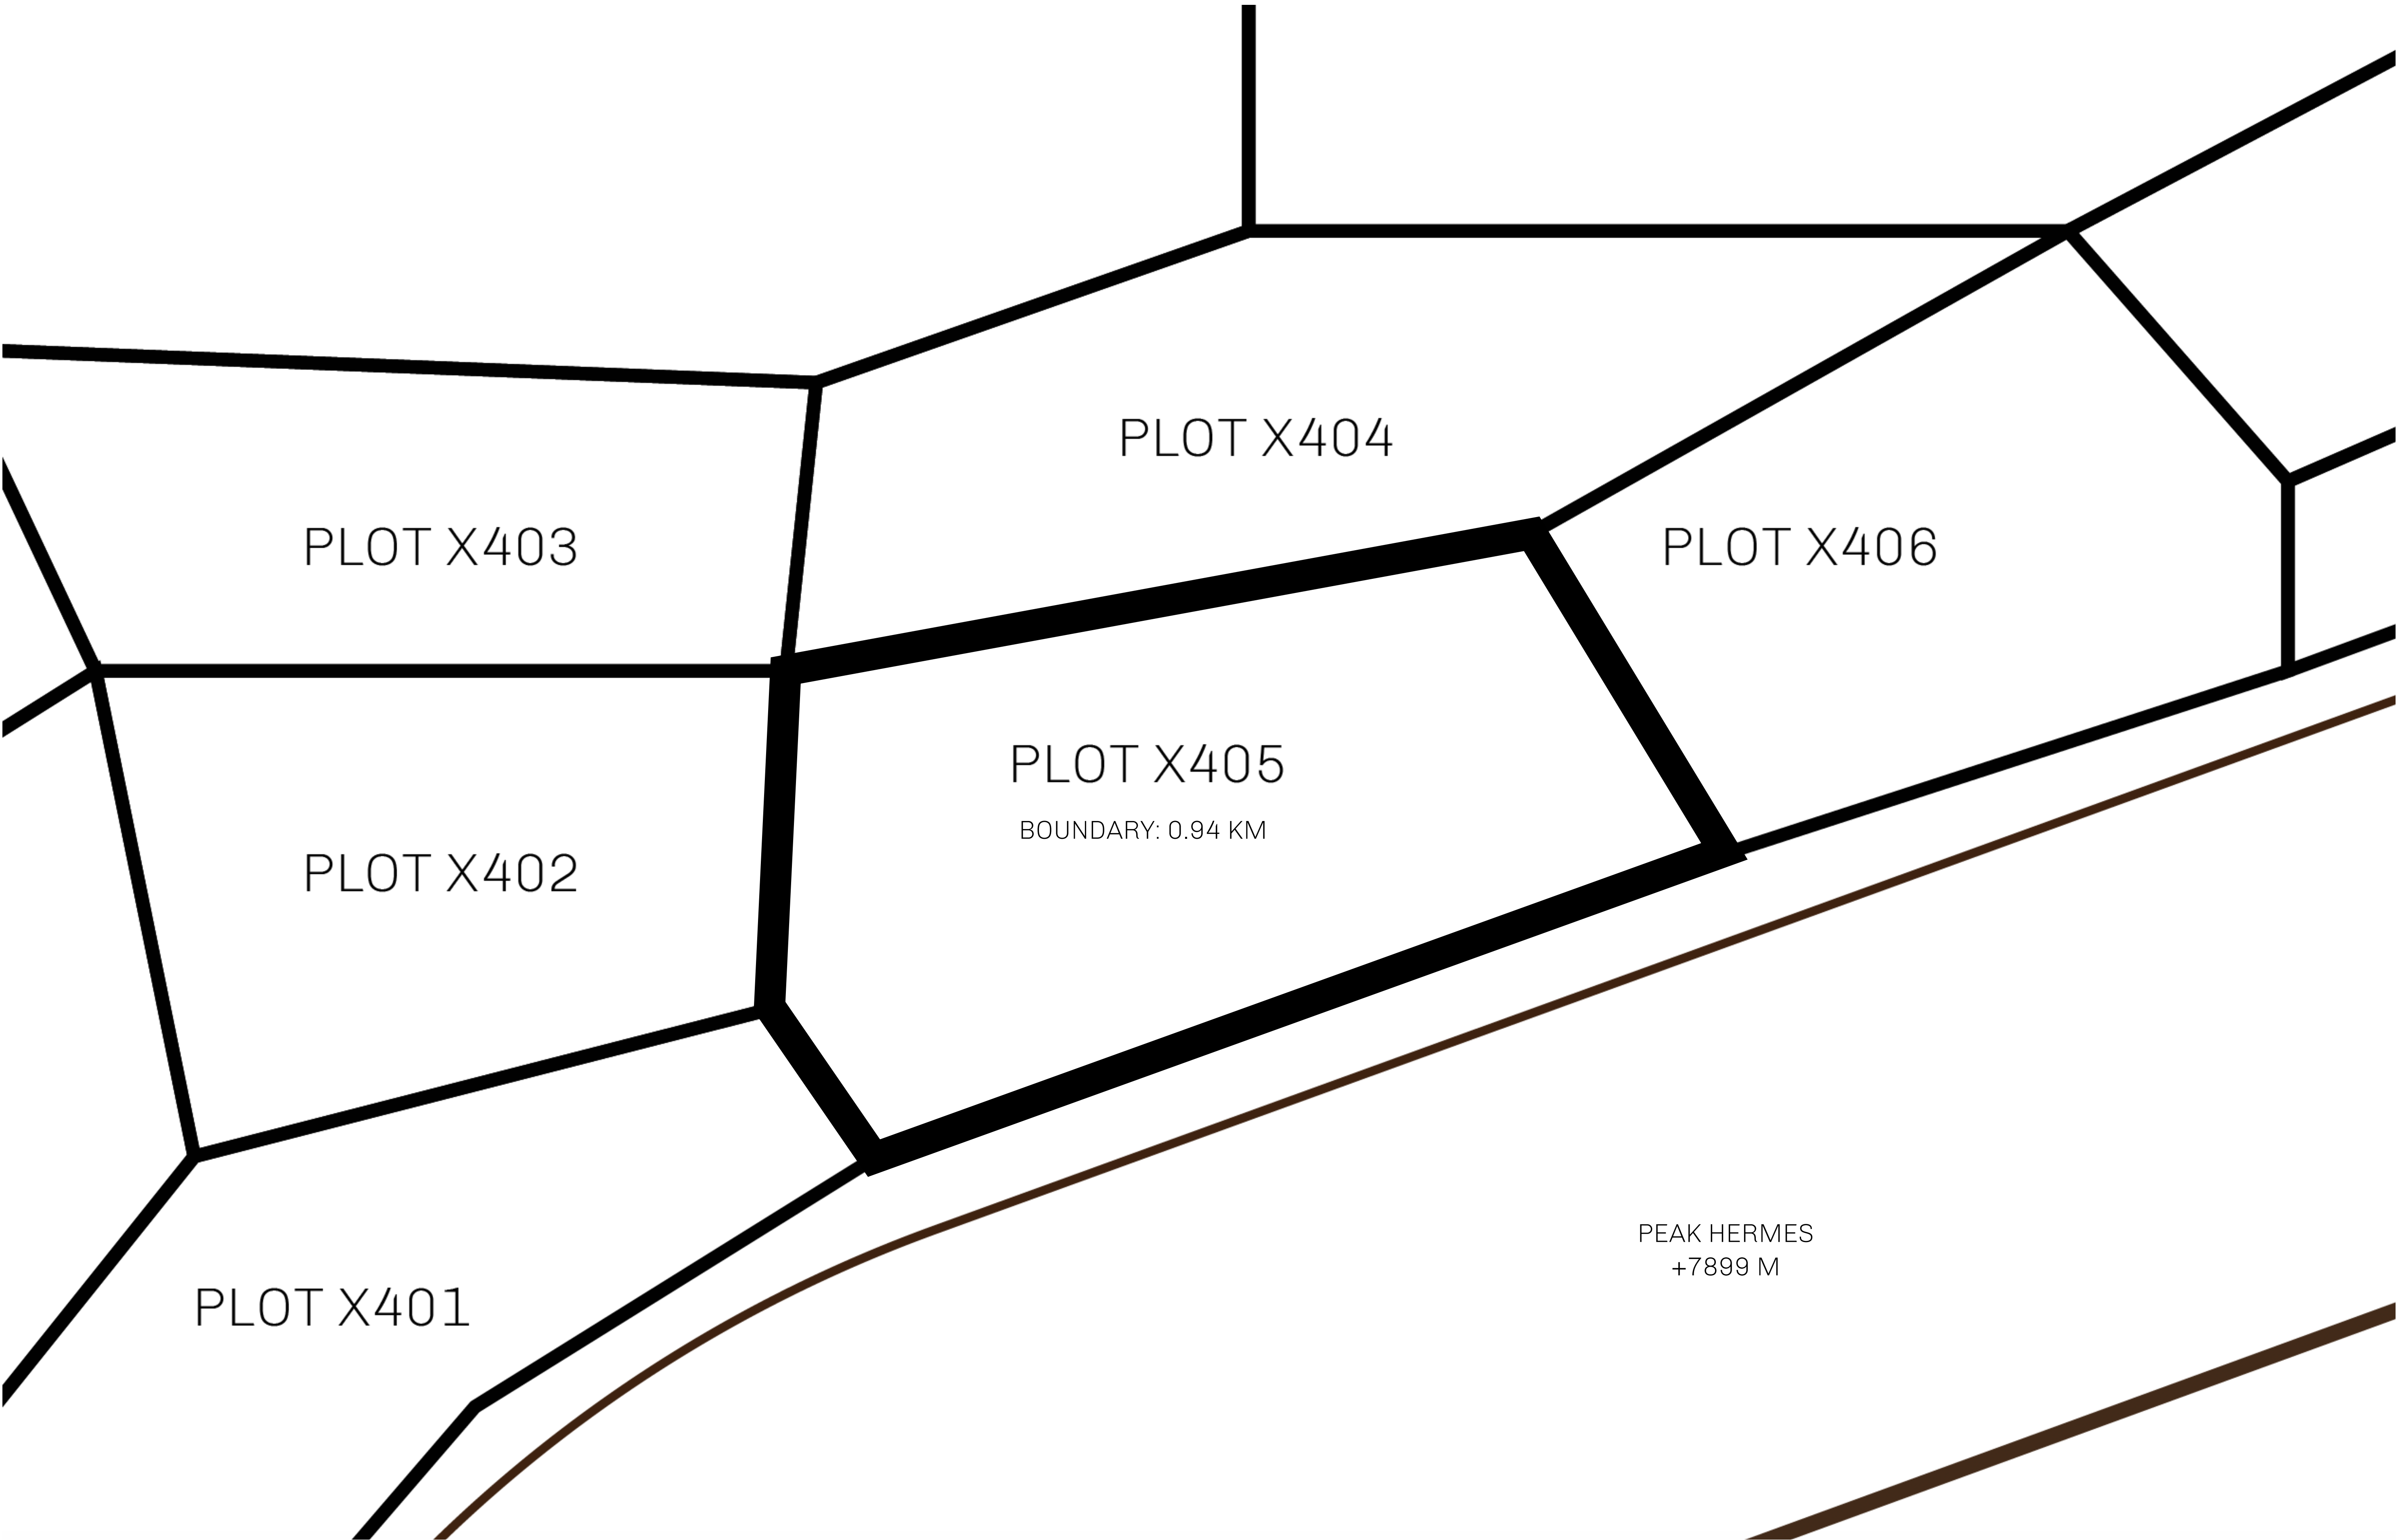 PLOT X404
PLOT X403
PLOT X406
PLOT X405
BOUNDARY: 0.94 KM
PLOT X402
PEAK HERMES
+7899 M
PLOT X401